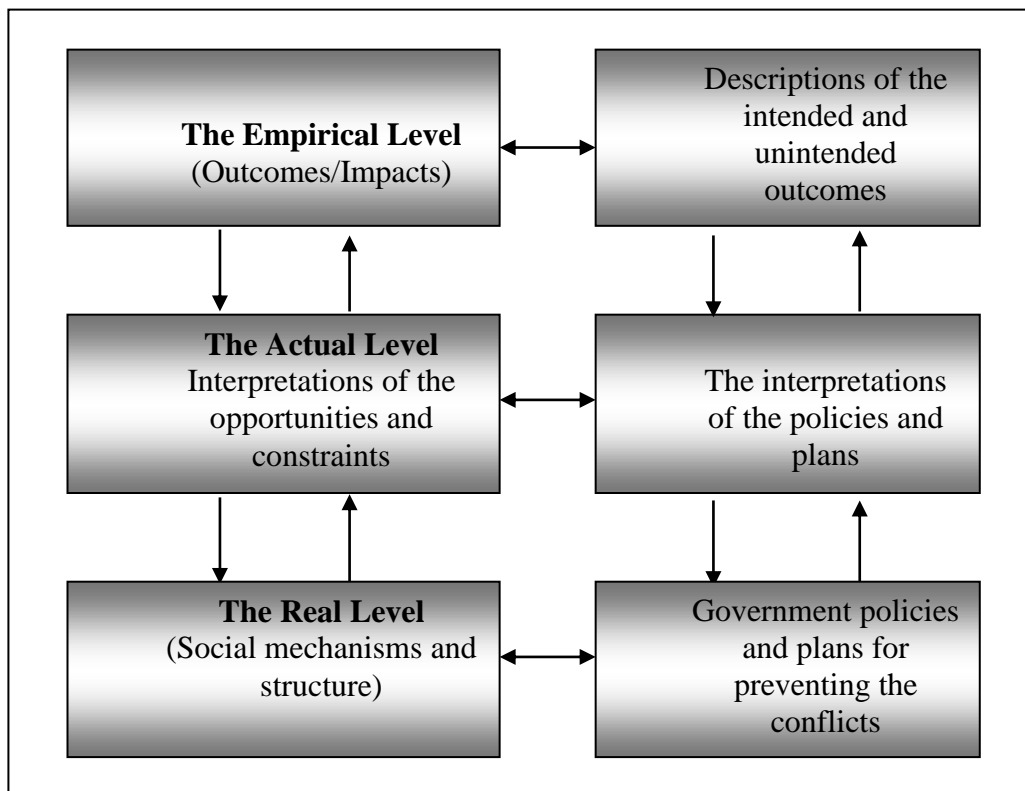 The Empirical Level
(Outcomes/Impacts)
Descriptions of the
intended and
unintended
outcomes
The Actual Level
Interpretations of the
opportunities and
constraints
The interpretations
of the policies and
plans
The Real Level
(Social mechanisms and
structure)
Government policies
and plans for
preventing the
conflicts